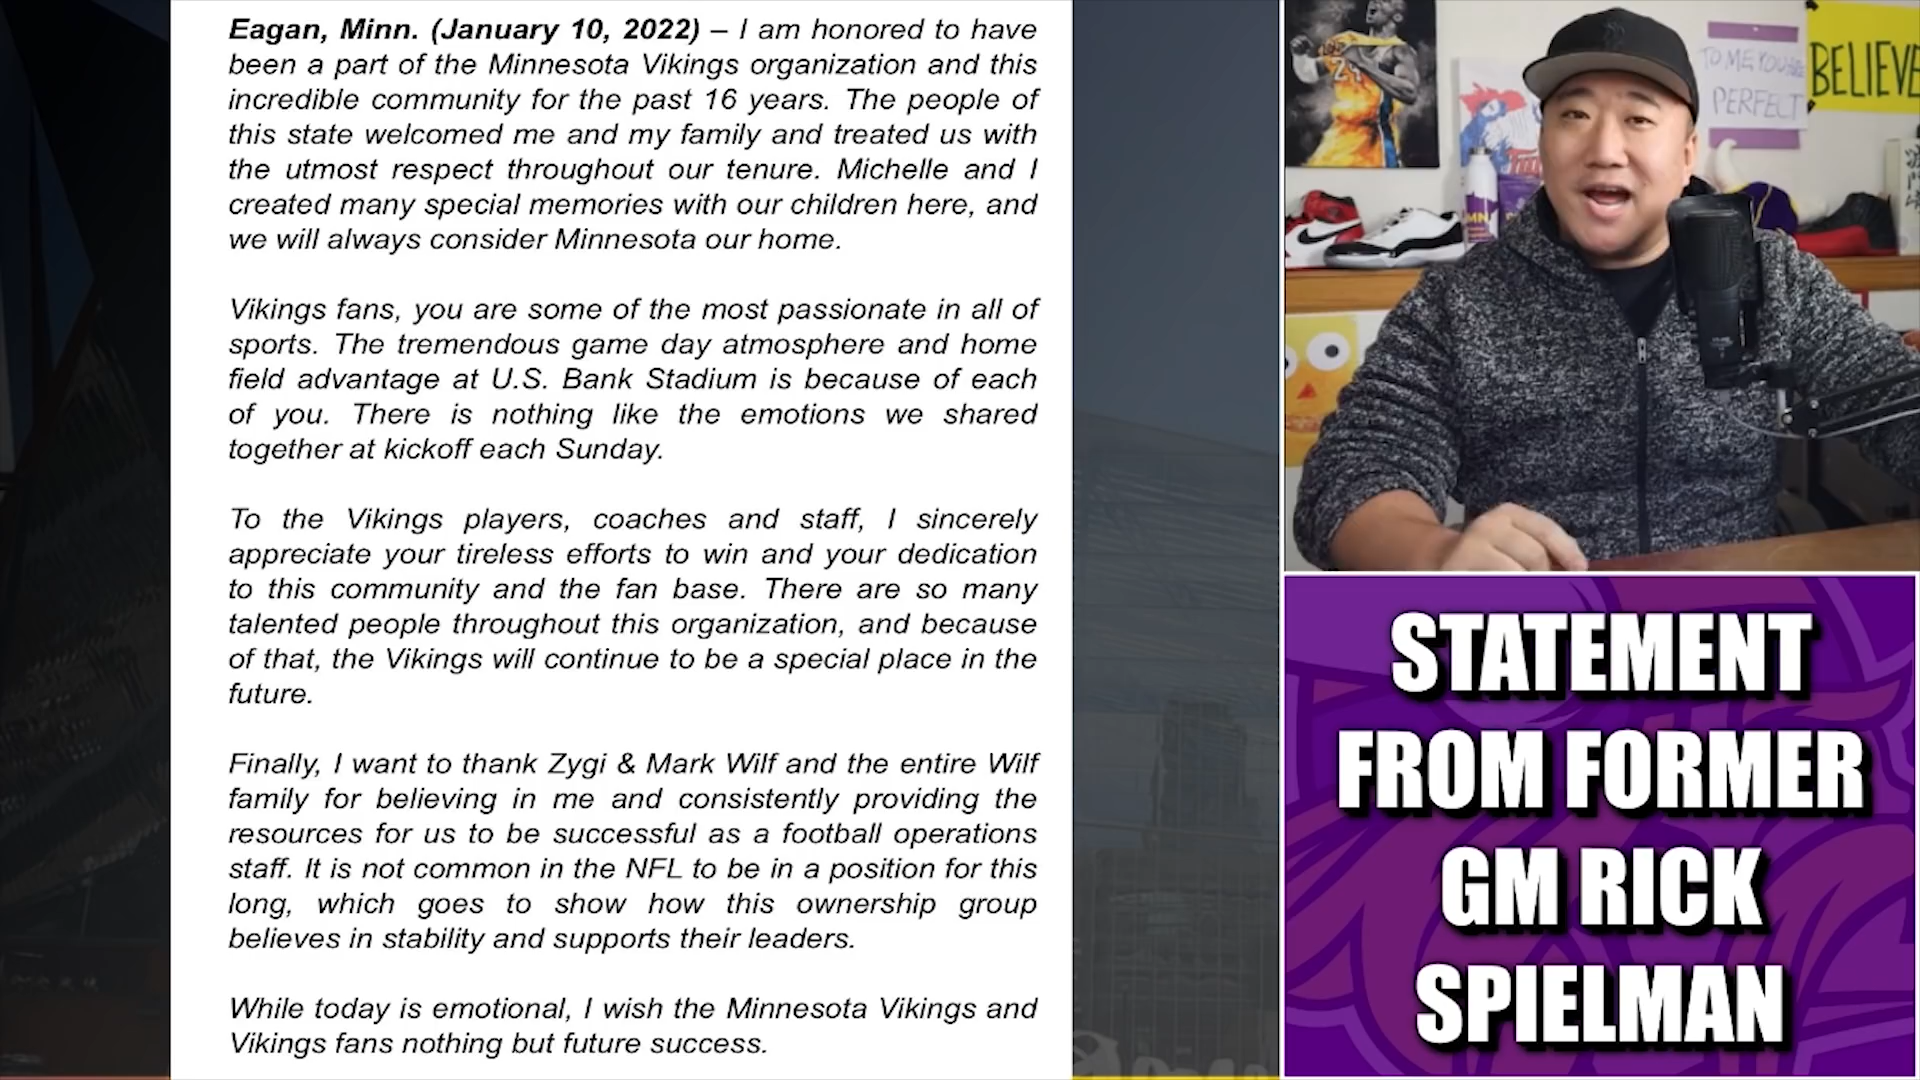 Eagan, Minn. (January 10, 2022) – I am honored to have
been a part of the Minnesota Vikings organization and this
incredible community for the past 16 years. The people of
this state welcomed me and my family and treated us with
the utmost respect throughout our tenure. Michelle and I
created many special memories with our children here, and
we will always consider Minnesota our home.
Vikings fans, you are some of the most passionate in all of
sports. The tremendous game day atmosphere and home
field advantage at U.S. Bank Stadium is because of each
of you. There is nothing like the emotions we shared
together at kickoff each Sunday.
To the Vikings players, coaches and staff, I sincerely
appreciate your tireless efforts to win and your dedication
to this community and the fan base. There are so many
talented people throughout this organization, and because
of that, the Vikings will continue to be a special place in the
future.
Finally, I want to thank Zygi & Mark Wilf and the entire Wilf
family for believing in me and consistently providing the
resources for us to be successful as a football operations
staff. It is not common in the NFL to be in a position for this
long, which goes to show how this ownership group
believes in stability and supports their leaders.
While today is emotional, I wish the Minnesota Vikings and
Vikings fans nothing but future success.
24
TO ME YOU ARE
PERFECT
BELIEVE
MN
STATEMENT
FROM FORMER
GM RICK
SPIELMAN